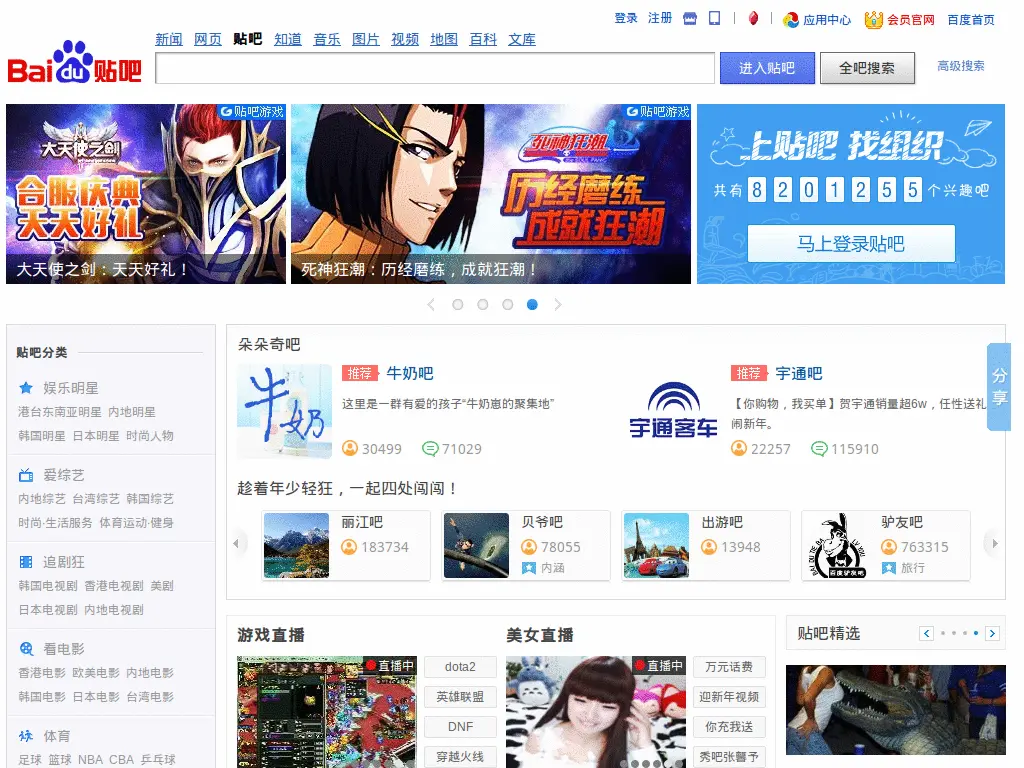 登录 注册 应用中心 会员官网 百度首页
新闻 网页 贴吧 知道 音乐 图片 视频 地图 百科 文库
Bai du 贴吧
进入贴吧 全吧搜索 高级搜索
贴吧游戏
大天使之剑
合服庆典
天天好礼
大天使之剑：天天好礼！
贴吧游戏
死神狂潮
历经磨练
成就狂潮
死神狂潮：历经磨练，成就狂潮！
上贴吧 找组织
共有 8 2 0 1 2 5 5 个兴趣吧
马上登录贴吧
贴吧分类
娱乐明星
港台东南亚明星 内地明星
韩国明星 日本明星 时尚人物
爱综艺
内地综艺 台湾综艺 韩国综艺
时尚·生活服务 体育运动·健身
追剧狂
韩国电视剧 香港电视剧 美剧
日本电视剧 内地电视剧
看电影
香港电影 欧美电影 内地电影
韩国电影 日本电影 台湾电影
体育
足球 篮球 NBA CBA 乒乓球
朵朵奇吧
牛奶
推荐 牛奶吧
这里是一群有爱的孩子“牛奶崽的聚集地”
30499 71029
宇通客车
推荐 宇通吧
【你购物，我买单】贺宇通销量超6w，任性送礼
闹新年。
22257 115910
分享
趁着年少轻狂，一起四处闯闯！
丽江吧
183734
贝爷吧
78055
内涵
出游吧
13948
百度驴友吧
驴友吧
763315
旅行
游戏直播
直播中
dota2
英雄联盟
DNF
穿越火线
美女直播
直播中
万元话费
迎新年视频
你充我送
秀吧张馨予
贴吧精选